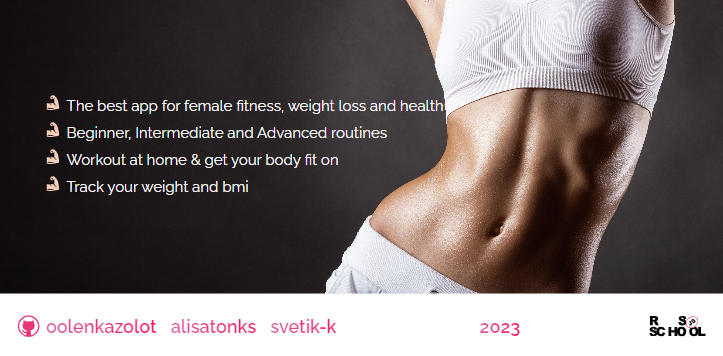 The best app for female fitness, weight loss and health
Beginner, Intermediate and Advanced routines
Workout at home & get your body fit on
Track your weight and bmi
oolenkazolot alisatonks svetik-k 2023
R S
SCHOOL